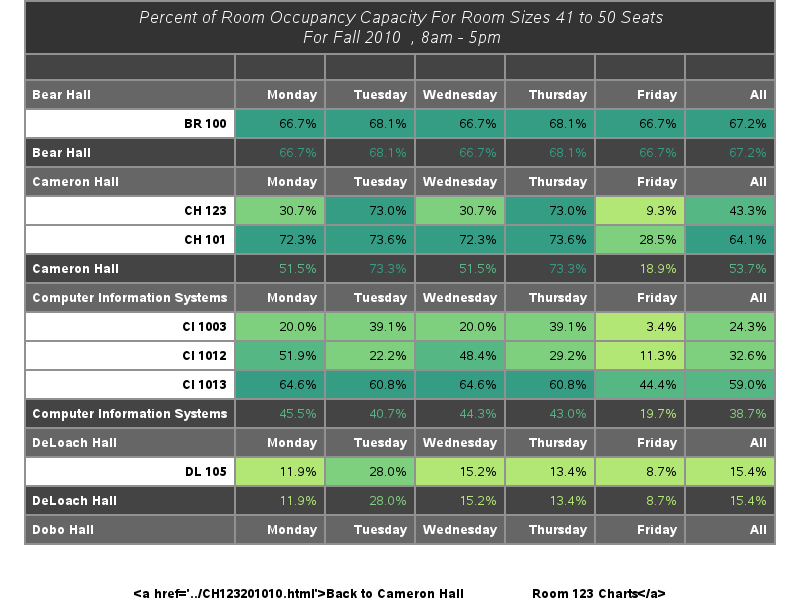 Percent of Room Occupancy Capacity For Room Sizes 41 to 50 Seats
For Fall 2010 , 8am - 5pm
Bear Hall Monday Tuesday Wednesday Thursday Friday All
BR 100 66.7% 68.1% 66.7% 68.1% 66.7% 67.2%
Bear Hall 66.7% 68.1% 66.7% 68.1% 66.7% 67.2%
Cameron Hall Monday Tuesday Wednesday Thursday Friday All
CH 123 30.7% 73.0% 30.7% 73.0% 9.3% 43.3%
CH 101 72.3% 73.6% 72.3% 73.6% 28.5% 64.1%
Cameron Hall 51.5% 73.3% 51.5% 73.3% 18.9% 53.7%
Computer Information Systems Monday Tuesday Wednesday Thursday Friday All
CI 1003 20.0% 39.1% 20.0% 39.1% 3.4% 24.3%
CI 1012 51.9% 22.2% 48.4% 29.2% 11.3% 32.6%
CI 1013 64.6% 60.8% 64.6% 60.8% 44.4% 59.0%
Computer Information Systems 45.5% 40.7% 44.3% 43.0% 19.7% 38.7%
DeLoach Hall Monday Tuesday Wednesday Thursday Friday All
DL 105 11.9% 28.0% 15.2% 13.4% 8.7% 15.4%
DeLoach Hall 11.9% 28.0% 15.2% 13.4% 8.7% 15.4%
Dobo Hall Monday Tuesday Wednesday Thursday Friday All
<a href='../CH123201010.html'>Back to Cameron Hall Room 123 Charts</a>